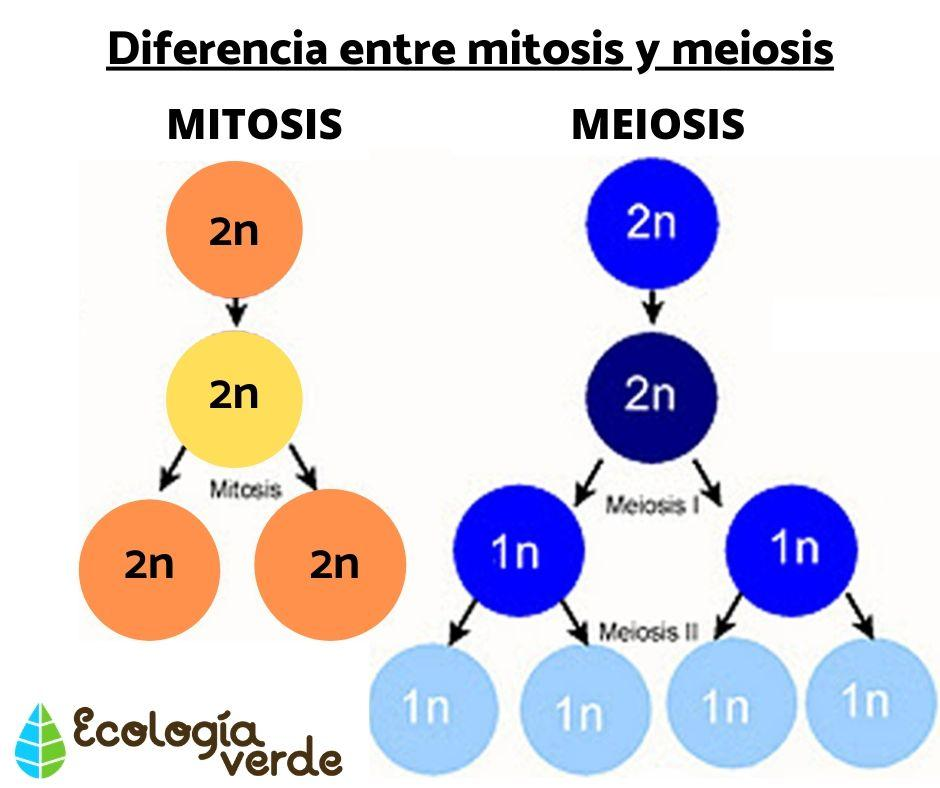 Diferencia entre mitosis y meiosis
MITOSIS
MEIOSIS
2n
2n
Mitosis
2n
2n
2n
2n
Meiosis I
1n
1n
Meiosis II
1n
1n
1n
1n
Ecología
verde